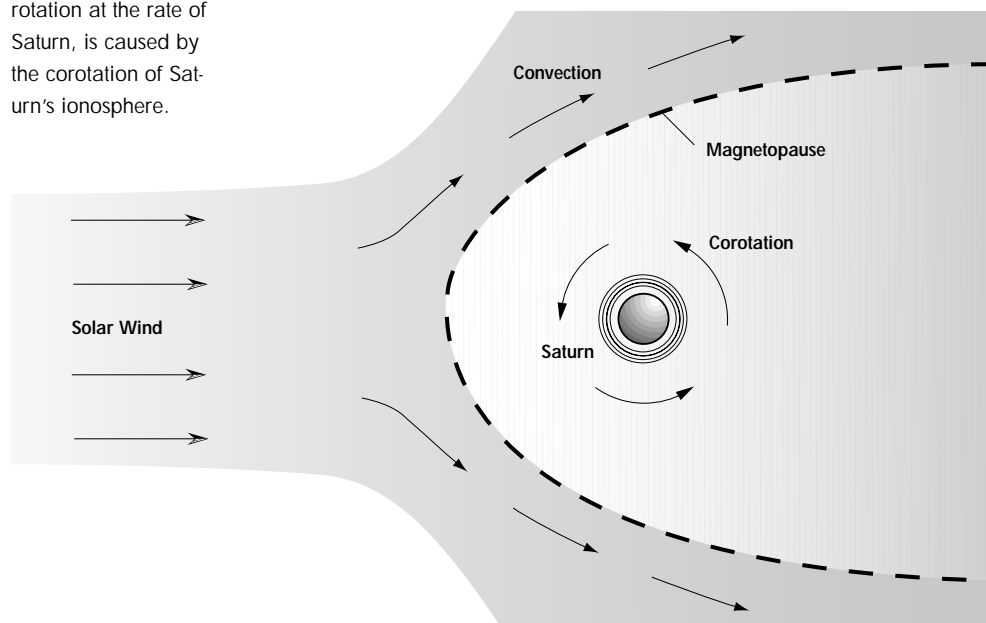 rotation at the rate of
Saturn, is caused by
the corotation of Sat-
urn's ionosphere.
Convection
Magnetopause
Corotation
Solar Wind
Saturn